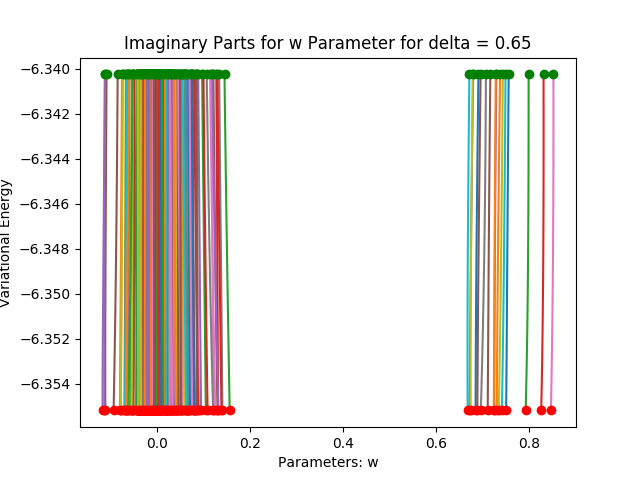 Imaginary Parts for w Parameter for delta = 0.65
Variational Energy
−6.340
−6.342
−6.344
−6.346
−6.348
−6.350
−6.352
−6.354
0.0 0.2 0.4 0.6 0.8
Parameters: w